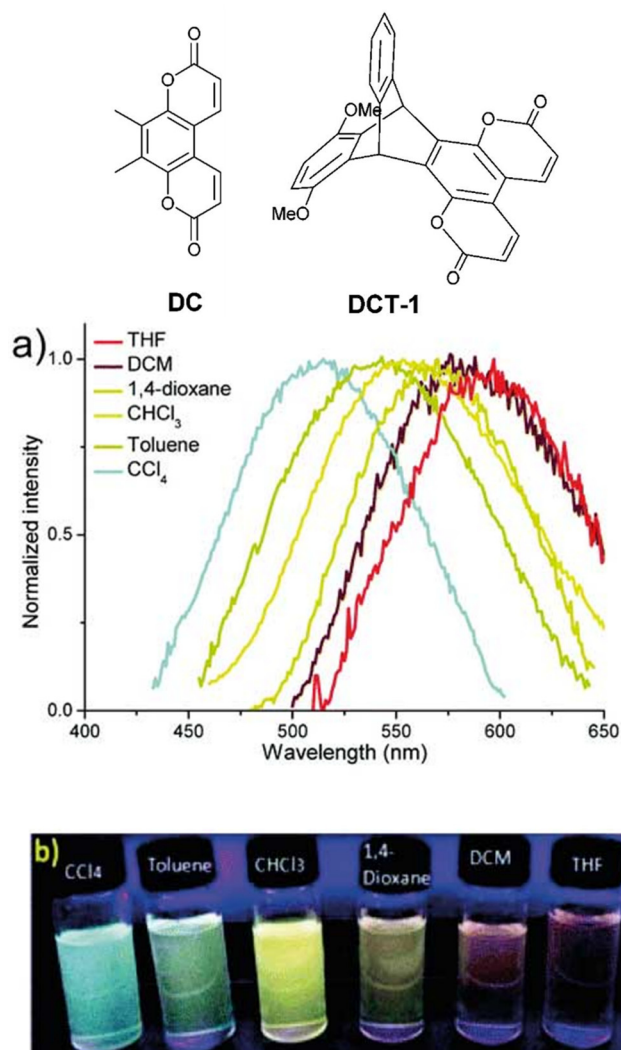 O
O
O
O
DC
OMe
MeO
O
O
O
O
DCT-1
a)
THF
DCM
1,4-dioxane
CHCl₃
Toluene
CCl₄
1.0
0.5
0.0
Normalized intensity
400 450 500 550 600 650
Wavelength (nm)
b)
CCl4
Toluene
CHCl3
1,4-
Dioxane
DCM
THF